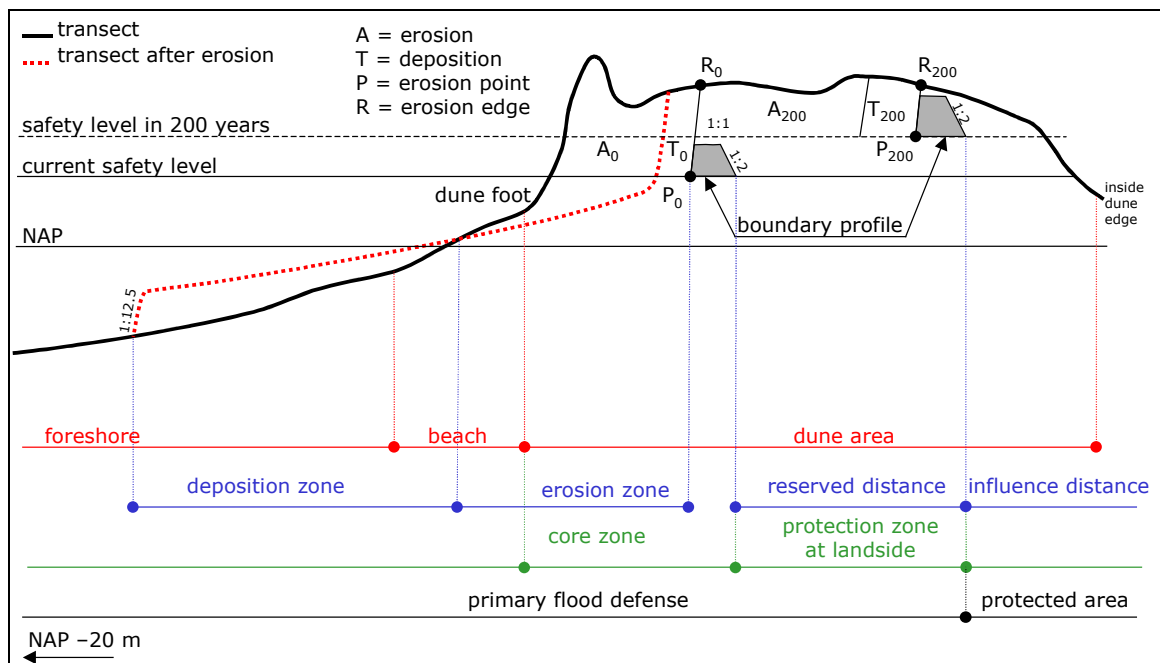 transect
transect after erosion
A = erosion
T = deposition
P = erosion point
R = erosion edge
R0
R200
A200
T200
1:2
safety level in 200 years
1:1
P200
A0
T0
1:2
current safety level
P0
dune foot
inside
dune
edge
boundary profile
NAP
1:12.5
foreshore
beach
dune area
deposition zone
erosion zone
reserved distance
influence distance
core zone
protection zone
at landside
primary flood defense
protected area
NAP –20 m